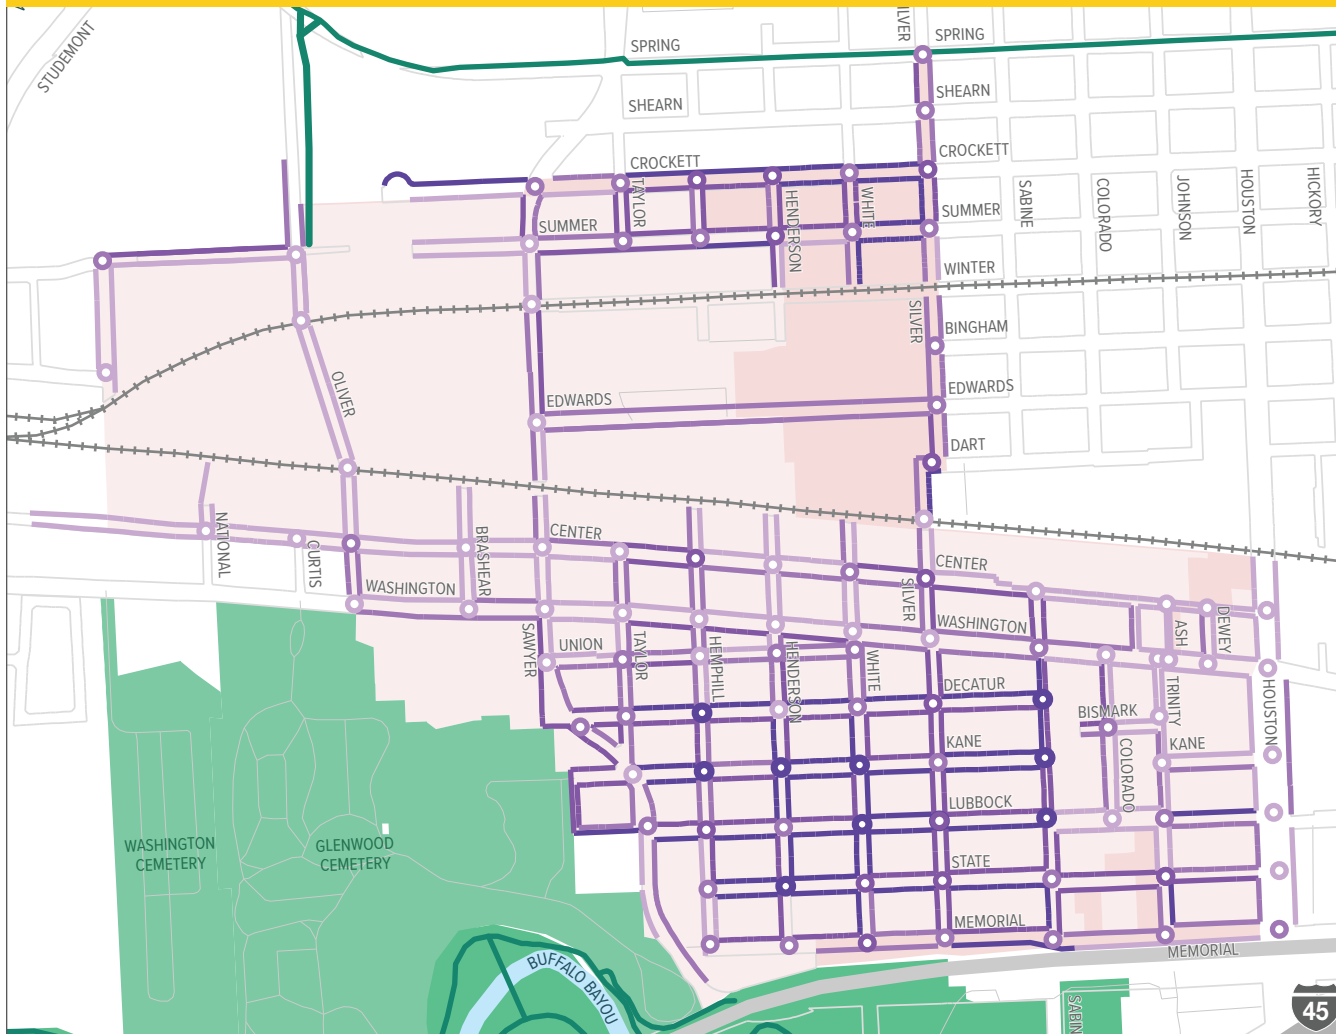 STUDEMONT
SPRING
ILVER
SPRING
SHEARN
SHEARN
CROCKETT
CROCKETT
TAYLOR
HENDERSON
WHITE
SUMMER
SUMMER
SABINE
COLORADO
JOHNSON
HOUSTON
HICKORY
WINTER
SILVER
BINGHAM
OLIVER
EDWARDS
EDWARDS
DART
NATIONAL
CURTIS
BRASHEAR
CENTER
CENTER
WASHINGTON
SILVER
WASHINGTON
ASH
DEWEY
SAWYER
UNION
TAYLOR
HEMPHILL
HENDERSON
WHITE
DECATUR
TRINITY
HOUSTON
BISMARK
KANE
KANE
COLORADO
LUBBOCK
WASHINGTON
CEMETERY
GLENWOOD
CEMETERY
STATE
MEMORIAL
MEMORIAL
BUFFALO BAYOU
SABIN
45